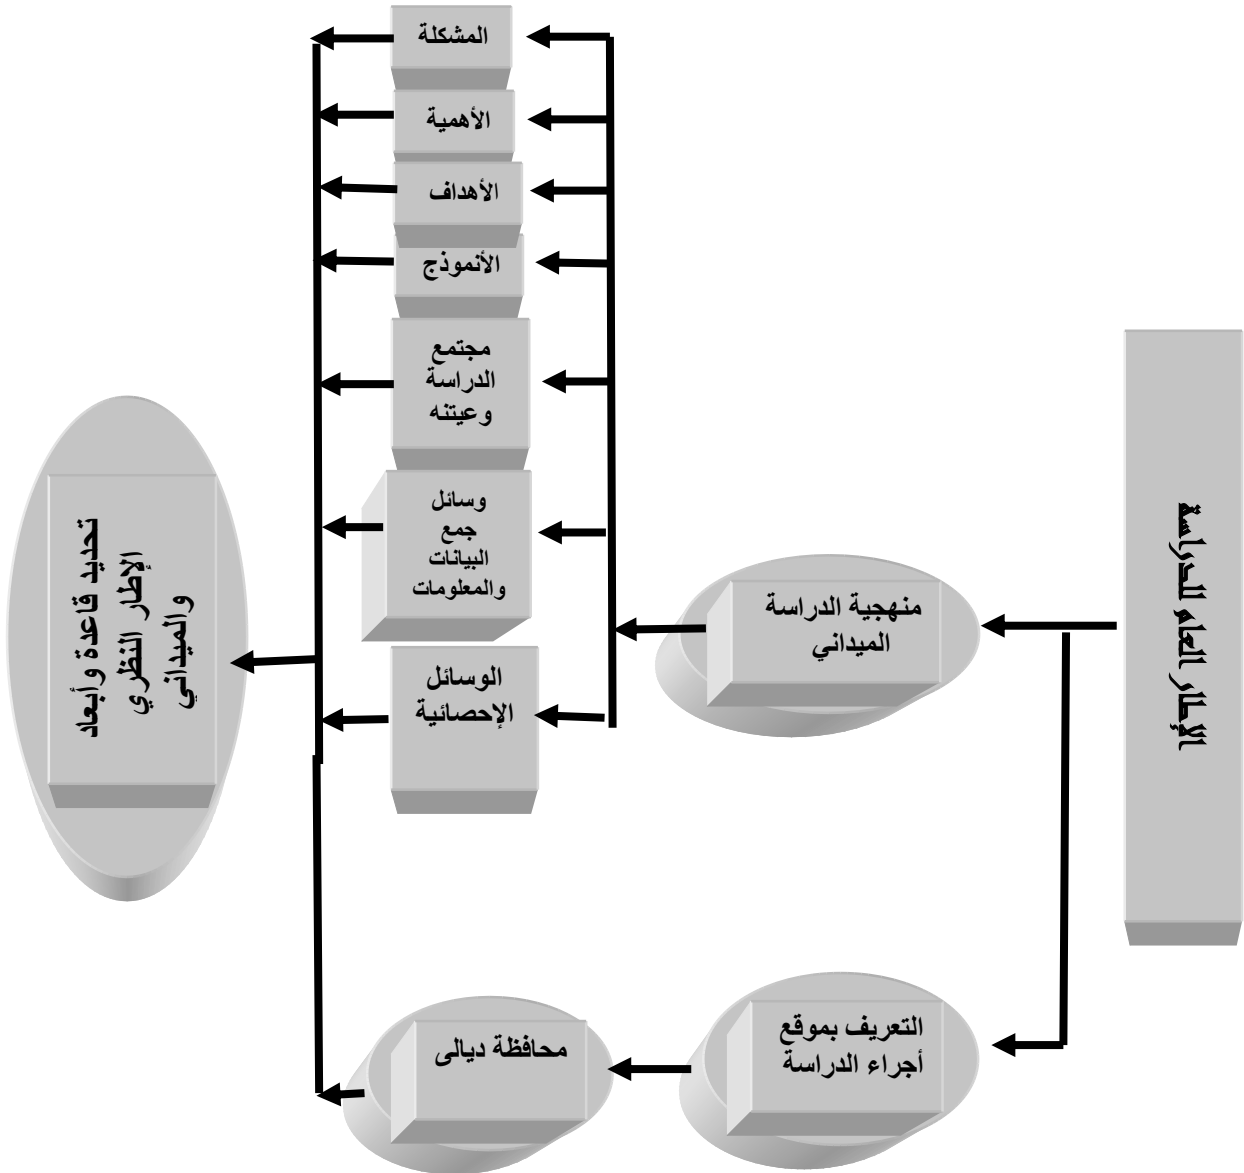 الإطار العام للدراسة
منهجية الدراسة
الميداني
المشكلة
الأهمية
الأهداف
الأنموذج
مجتمع
الدراسة
وعيتنه
وسائل
جمع
البيانات
والمعلومات
الوسائل
الإحصائية
التعريف بموقع
أجراء الدراسة
محافظة ديالى
تحديد قاعدة وأبعاد
الإطار النظري
والميداني